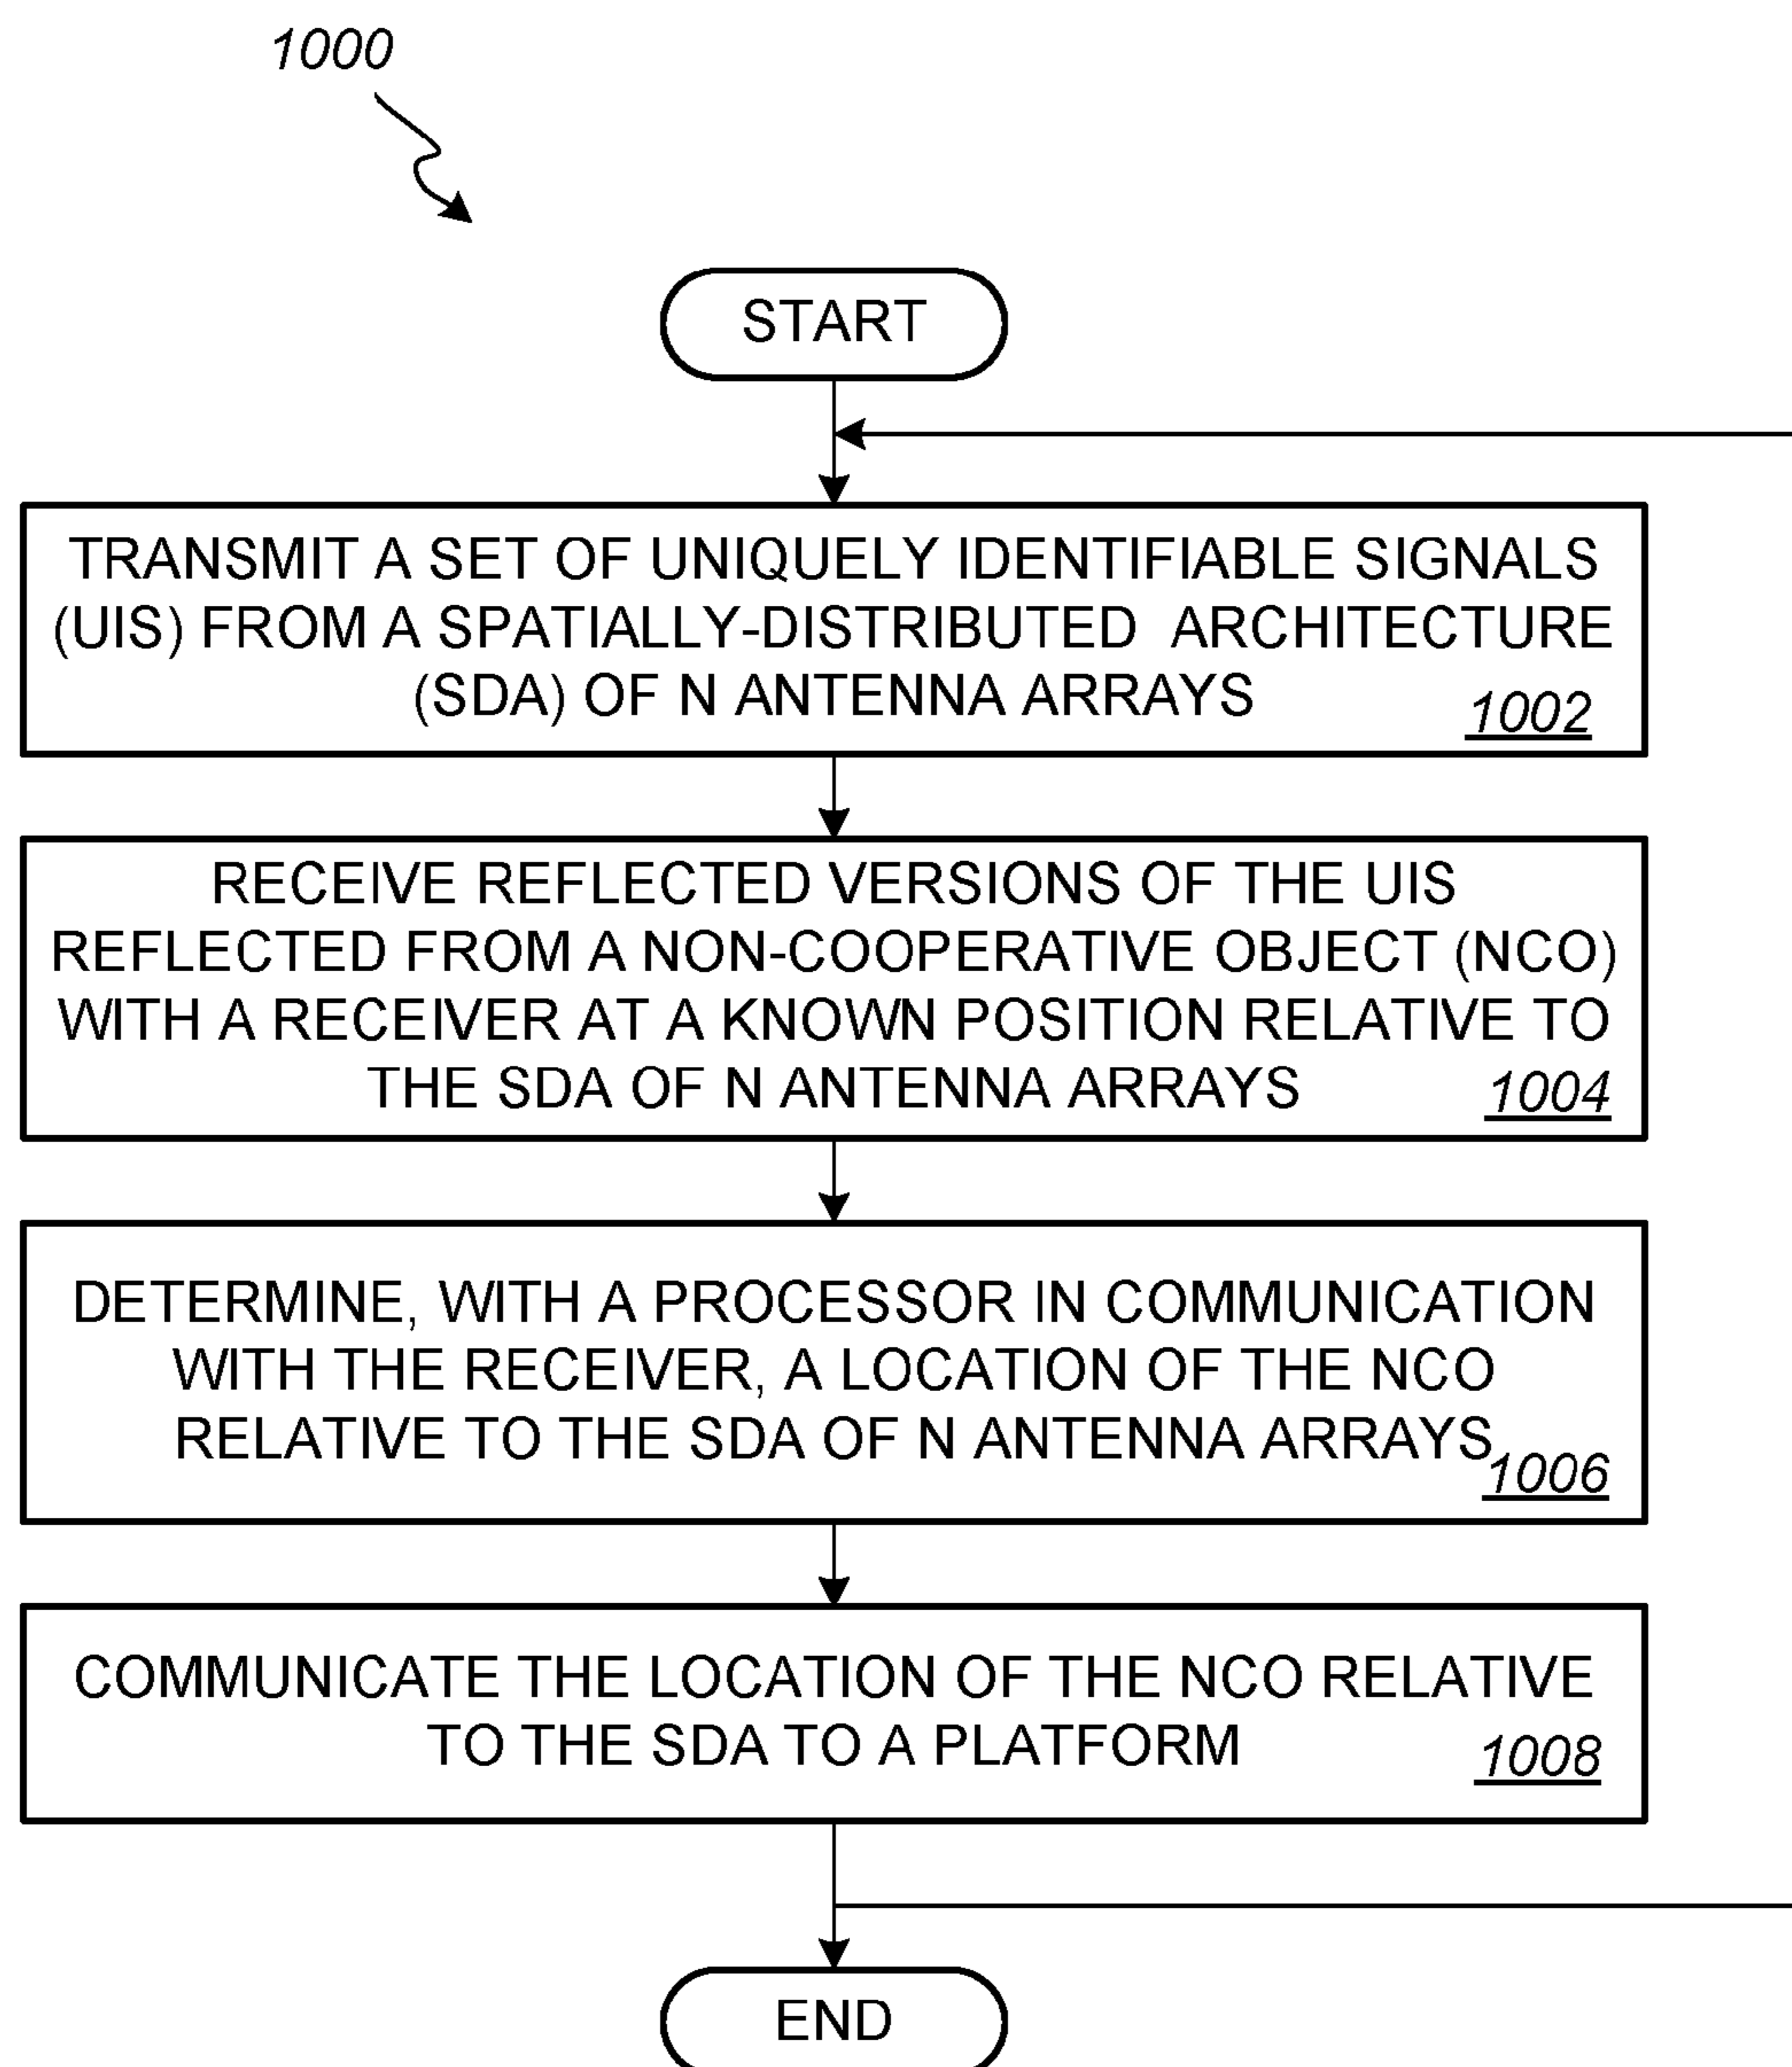 1000
START
TRANSMIT A SET OF UNIQUELY IDENTIFIABLE SIGNALS
(UIS) FROM A SPATIALLY-DISTRIBUTED ARCHITECTURE
(SDA) OF N ANTENNA ARRAYS
1002
RECEIVE REFLECTED VERSIONS OF THE UIS
REFLECTED FROM A NON-COOPERATIVE OBJECT (NCO)
WITH A RECEIVER AT A KNOWN POSITION RELATIVE TO
THE SDA OF N ANTENNA ARRAYS
1004
DETERMINE, WITH A PROCESSOR IN COMMUNICATION
WITH THE RECEIVER, A LOCATION OF THE NCO
RELATIVE TO THE SDA OF N ANTENNA ARRAYS
1006
COMMUNICATE THE LOCATION OF THE NCO RELATIVE
TO THE SDA TO A PLATFORM
1008
END